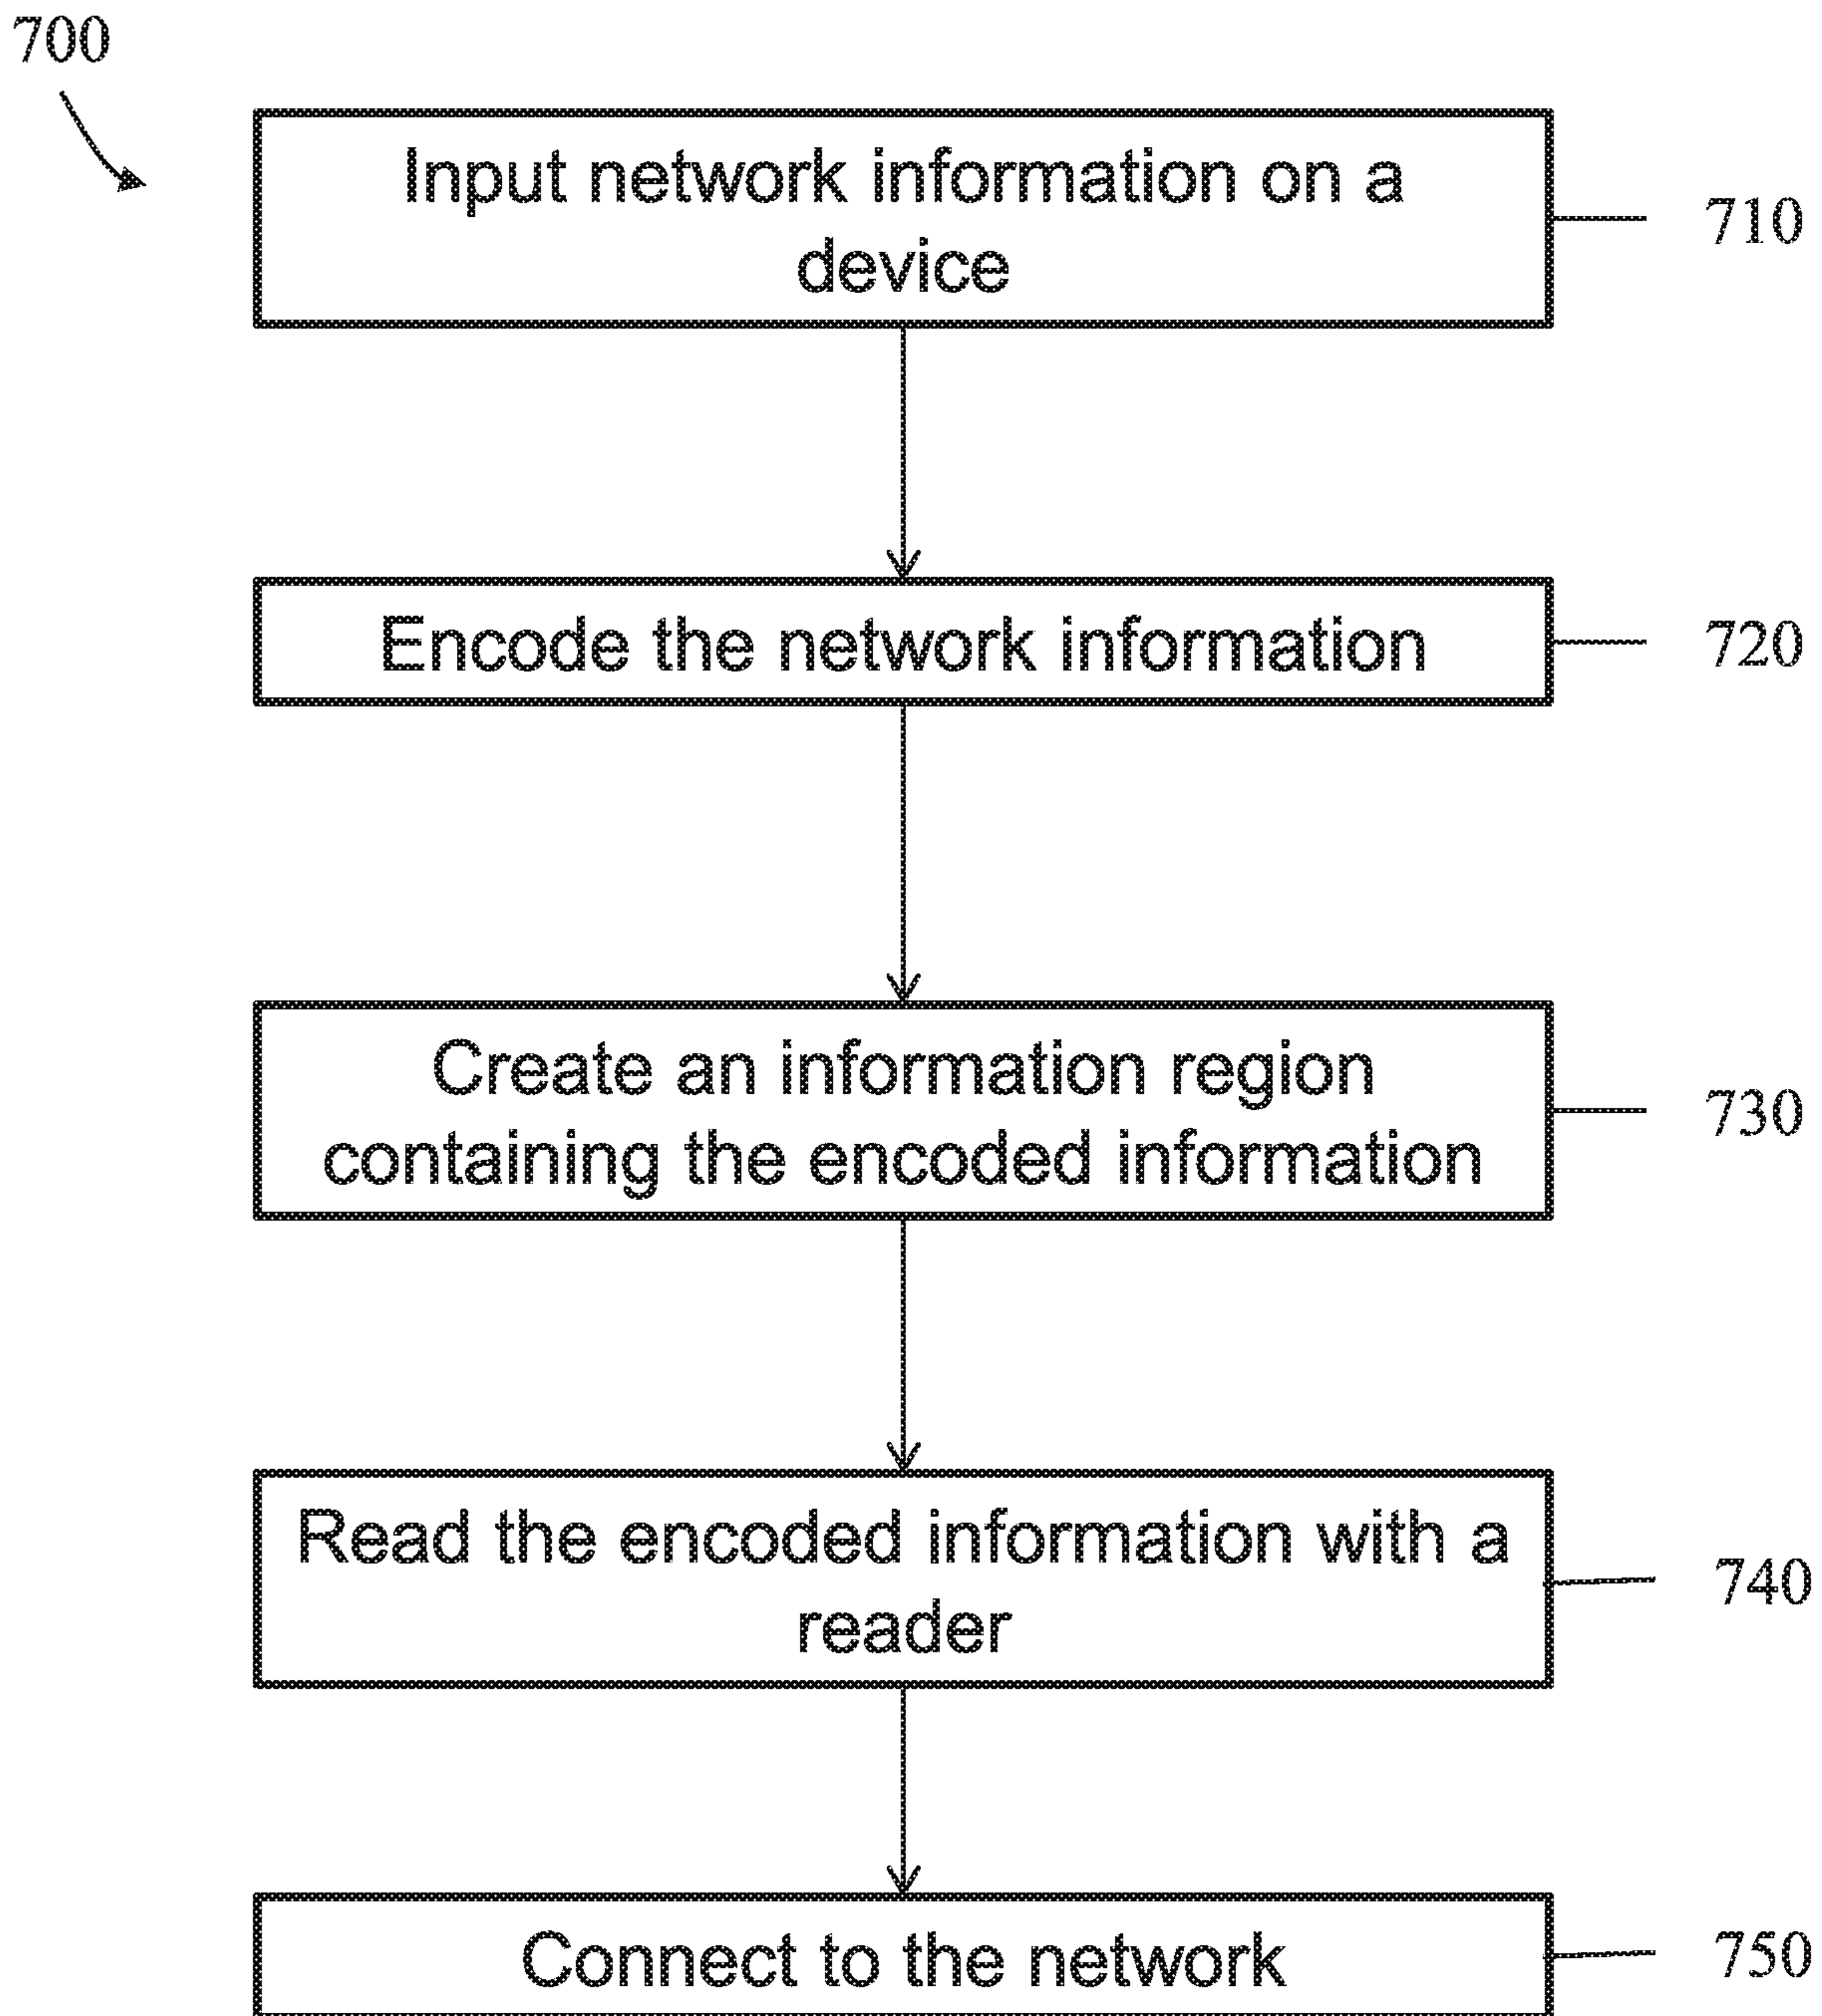 700
Input network information on a
device
710
Encode the network information
720
Create an information region
containing the encoded information
730
Read the encoded information with a
reader
740
Connect to the network
750